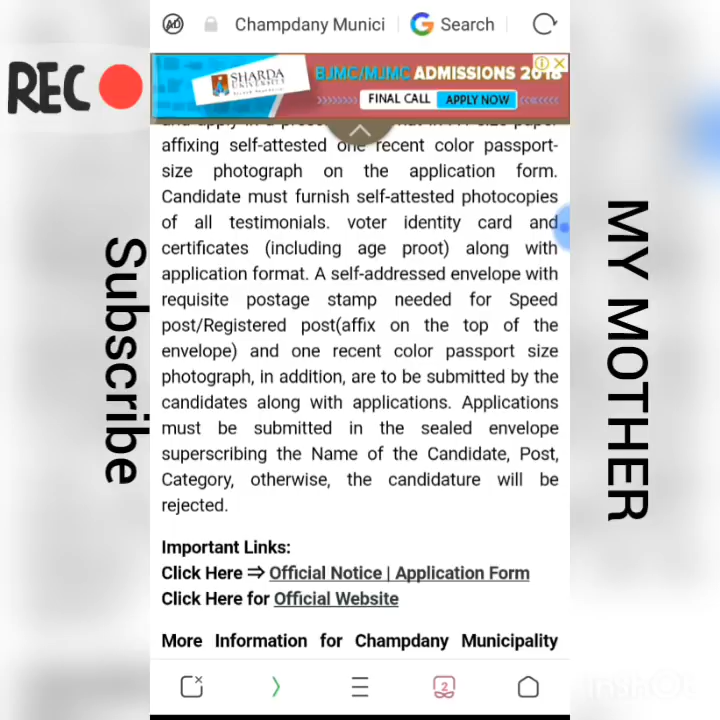 REC
Subscribe
MY MOTHER
AD
Champdany Munici
Search
SHARDA
UNIVERSITY
BJMC/MJMC ADMISSIONS 2018
FINAL CALL APPLY NOW
affixing self-attested one recent color passport-
size photograph on the application form.
Candidate must furnish self-attested photocopies
of all testimonials. voter identity card and
certificates (including age proot) along with
application format. A self-addressed envelope with
requisite postage stamp needed for Speed
post/Registered post(affix on the top of the
envelope) and one recent color passport size
photograph, in addition, are to be submitted by the
candidates along with applications. Applications
must be submitted in the sealed envelope
superscribing the Name of the Candidate, Post,
Category, otherwise, the candidature will be
rejected.
Important Links:
Click Here ⇒ Official Notice | Application Form
Click Here for Official Website
More Information for Champdany Municipality
2